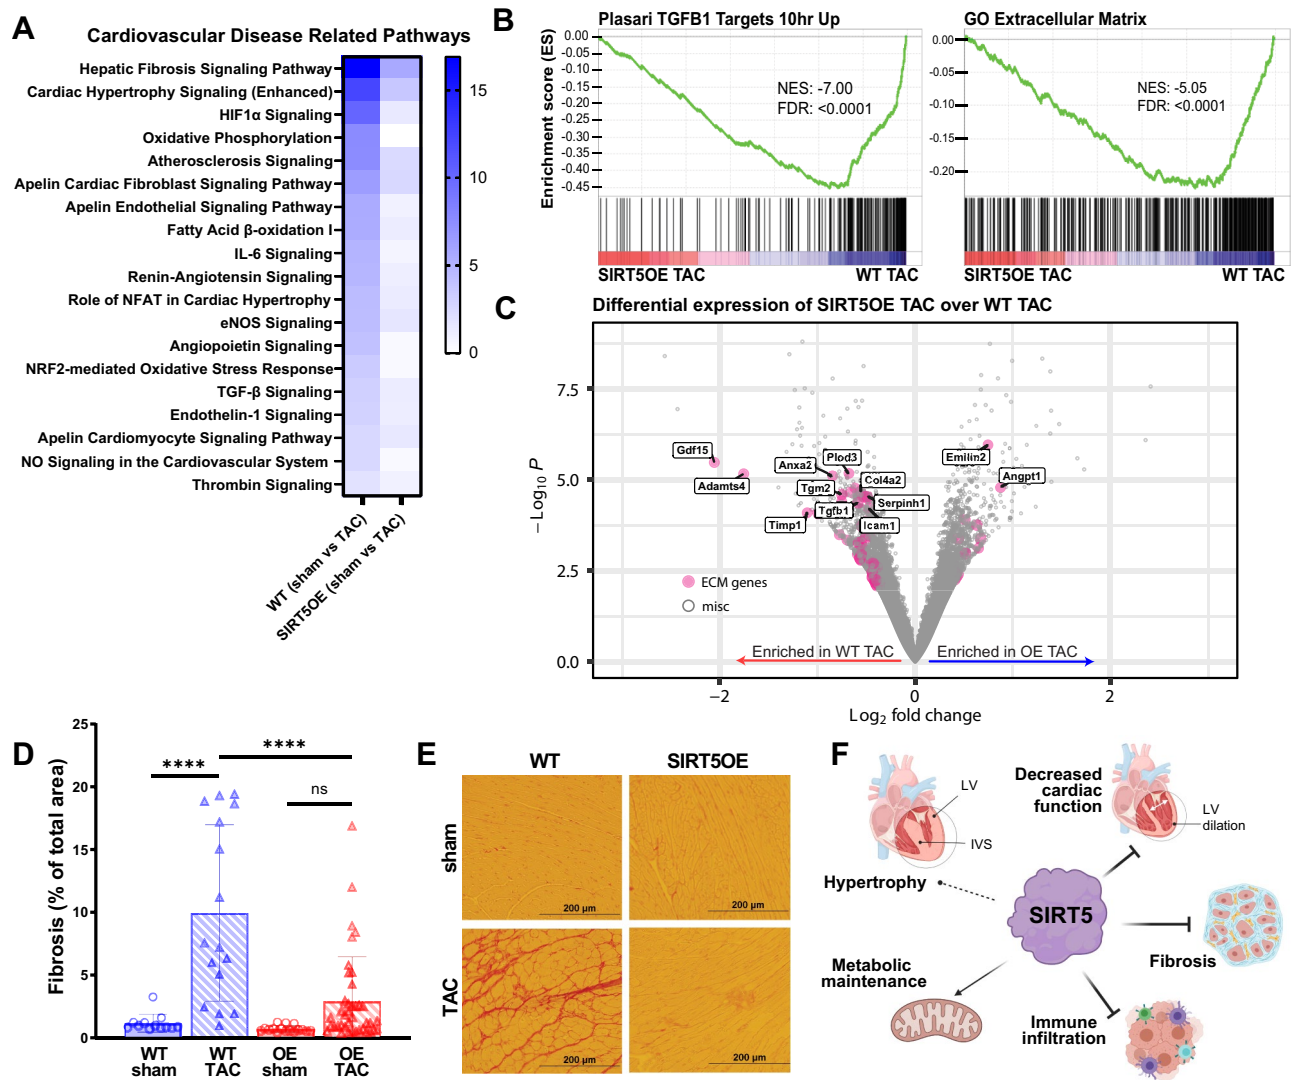 A
Cardiovascular Disease Related Pathways
Hepatic Fibrosis Signaling Pathway
Cardiac Hypertrophy Signaling (Enhanced)
HIF1α Signaling
Oxidative Phosphorylation
Atherosclerosis Signaling
Apelin Cardiac Fibroblast Signaling Pathway
Apelin Endothelial Signaling Pathway
Fatty Acid β-oxidation I
IL-6 Signaling
Renin-Angiotensin Signaling
Role of NFAT in Cardiac Hypertrophy
eNOS Signaling
Angiopoietin Signaling
NRF2-mediated Oxidative Stress Response
TGF-β Signaling
Endothelin-1 Signaling
Apelin Cardiomyocyte Signaling Pathway
NO Signaling in the Cardiovascular System
Thrombin Signaling
WT (sham vs TAC)
SIRT5OE (sham vs TAC)
15
10
5
0
B
Plasari TGFB1 Targets 10hr Up
Enrichment score (ES)
0.00
-0.05
-0.10
-0.15
-0.20
-0.25
-0.30
-0.35
-0.40
-0.45
NES: -7.00
FDR: <0.0001
SIRT5OE TAC
WT TAC
GO Extracellular Matrix
0.00
-0.05
-0.10
-0.15
-0.20
NES: -5.05
FDR: <0.0001
SIRT5OE TAC
WT TAC
C
Differential expression of SIRT5OE TAC over WT TAC
−Log10 P
7.5
5.0
2.5
0.0
Gdf15
Adamts4
Anxa2
Plod3
Tgm2
Col4a2
Tgfb1
Serpinh1
Timp1
Icam1
Emilin2
Angpt1
ECM genes
misc
Enriched in WT TAC
Enriched in OE TAC
−2
0
2
Log2 fold change
D
Fibrosis (% of total area)
25
20
15
10
5
0
****
****
ns
WT sham
WT TAC
OE sham
OE TAC
E
WT
SIRT5OE
sham
TAC
200 µm
200 µm
200 µm
200 µm
F
LV
IVS
Hypertrophy
Decreased
cardiac
function
LV
dilation
SIRT5
Fibrosis
Metabolic
maintenance
Immune
infiltration